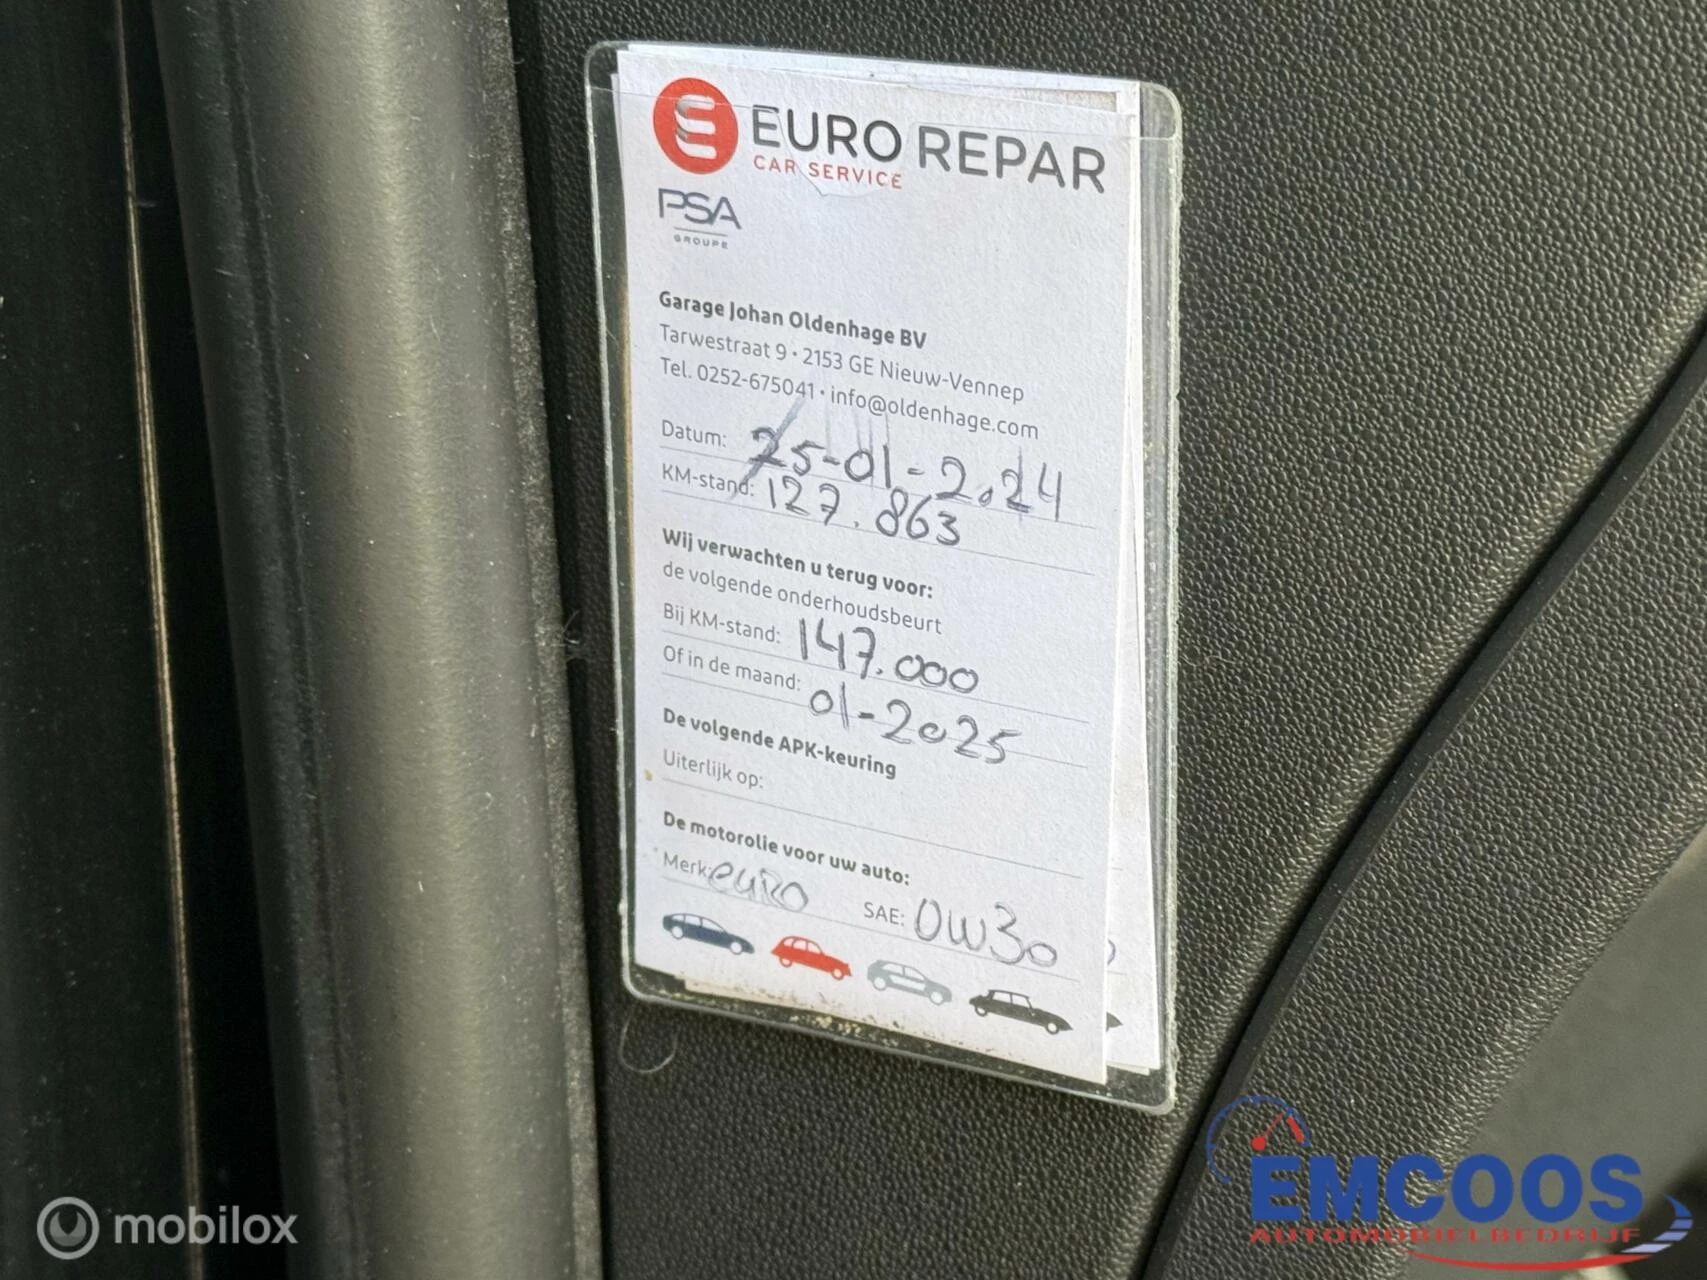 EURO REPAR
CAR SERVICE
PSA
GROUPE
Garage Johan Oldenhage BV
Tarwestraat 9 • 2153 GE Nieuw-Vennep
Tel. 0252-675041 • info@oldenhage.com
Datum: 25-01-2024
KM-stand: 127.863
Wij verwachten u terug voor:
de volgende onderhoudsbeurt
Bij KM-stand: 147.000
Of in de maand: 01-2025
De volgende APK-keuring
Uiterlijk op:
De motorolie voor uw auto:
Merk: euro SAE: 0W30
mobilox
EMCOOS
AUTOMOBIELBEDRIJF